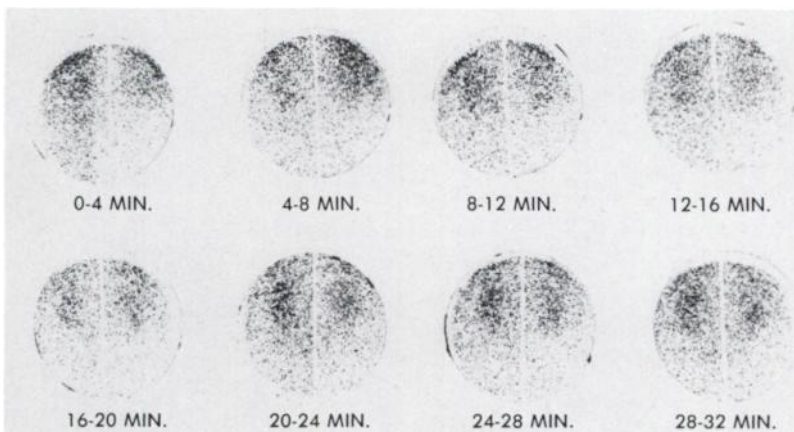 0-4 MIN.
4-8 MIN.
8-12 MIN.
12-16 MIN.
16-20 MIN.
20-24 MIN.
24-28 MIN.
28-32 MIN.